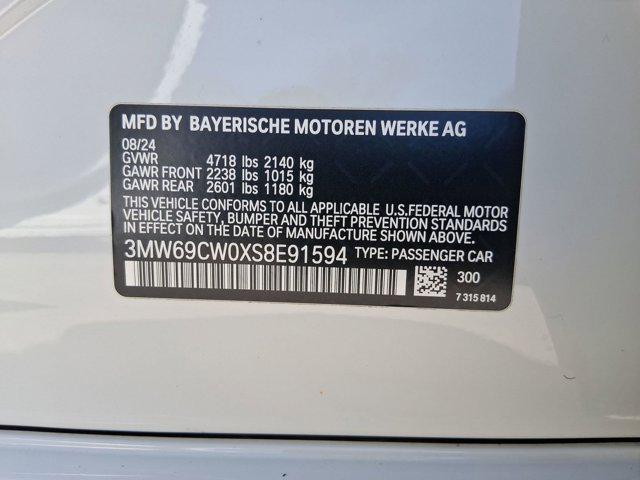 MFD BY BAYERISCHE MOTOREN WERKE AG
08/24
GVWR 4718 lbs 2140 kg
GAWR FRONT 2238 lbs 1015 kg
GAWR REAR 2601 lbs 1180 kg
THIS VEHICLE CONFORMS TO ALL APPLICABLE U.S.FEDERAL MOTOR
VEHICLE SAFETY, BUMPER AND THEFT PREVENTION STANDARDS
IN EFFECT ON DATE OF MANUFACTURE SHOWN ABOVE.
3MW69CW0XS8E91594 TYPE: PASSENGER CAR
300
7 315 814